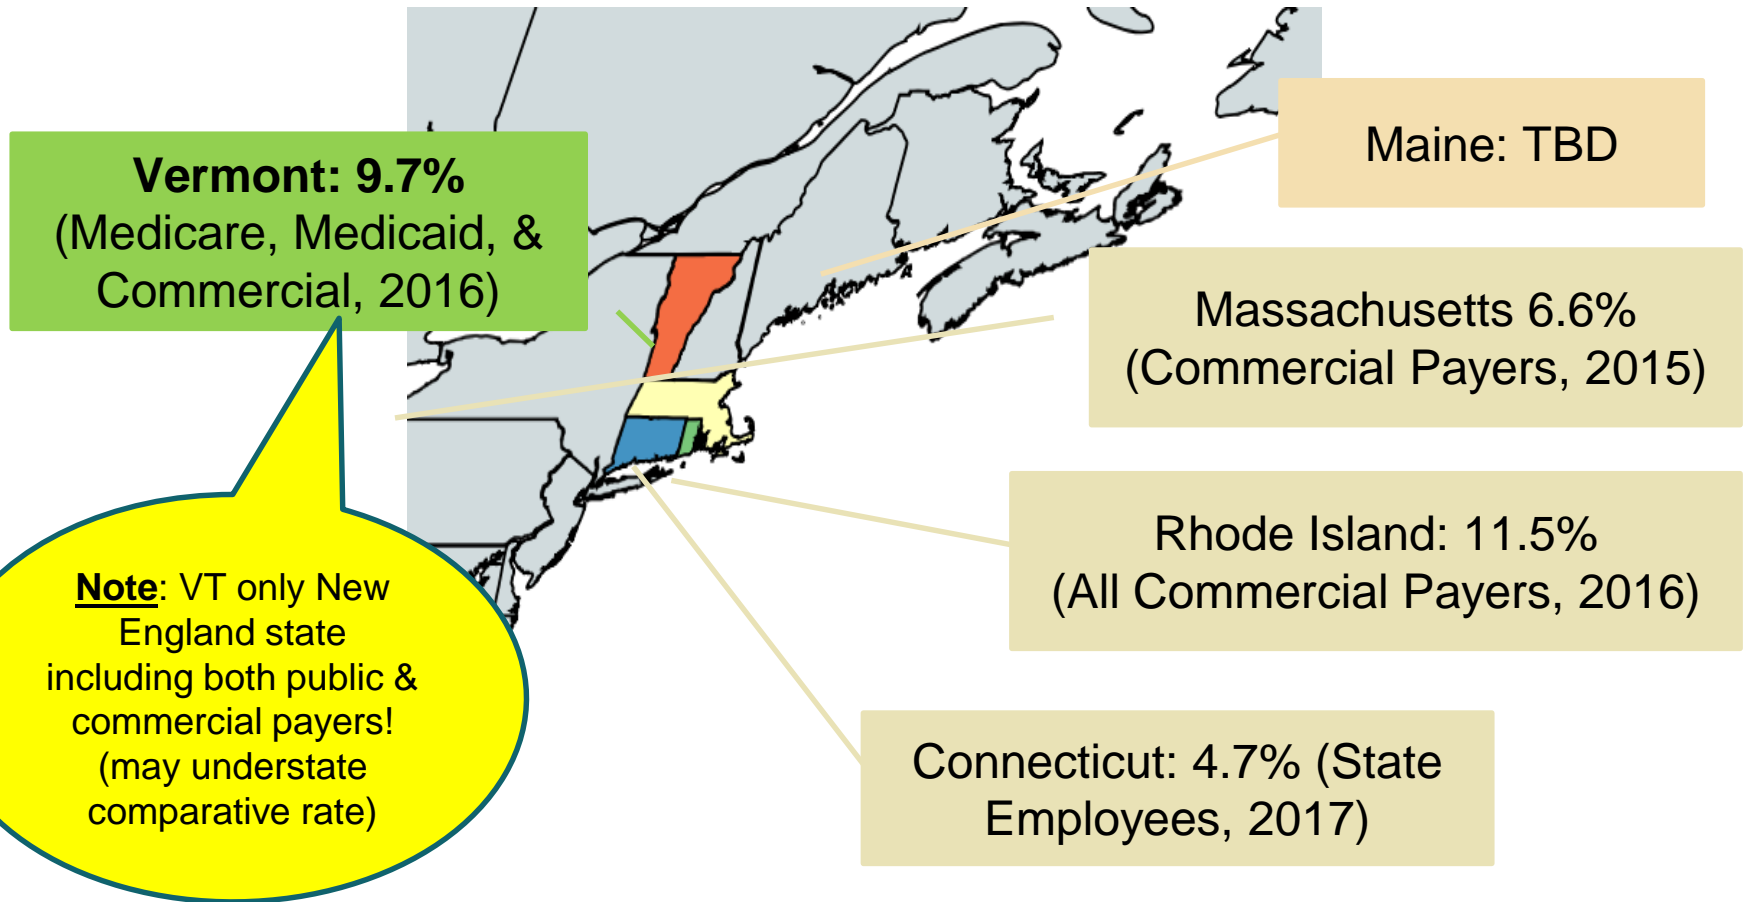 Vermont: 9.7%
(Medicare, Medicaid, &
Commercial, 2016)
Maine: TBD
Massachusetts 6.6%
(Commercial Payers, 2015)
Rhode Island: 11.5%
(All Commercial Payers, 2016)
Connecticut: 4.7% (State
Employees, 2017)
Note: VT only New
England state
including both public &
commercial payers!
(may understate
comparative rate)